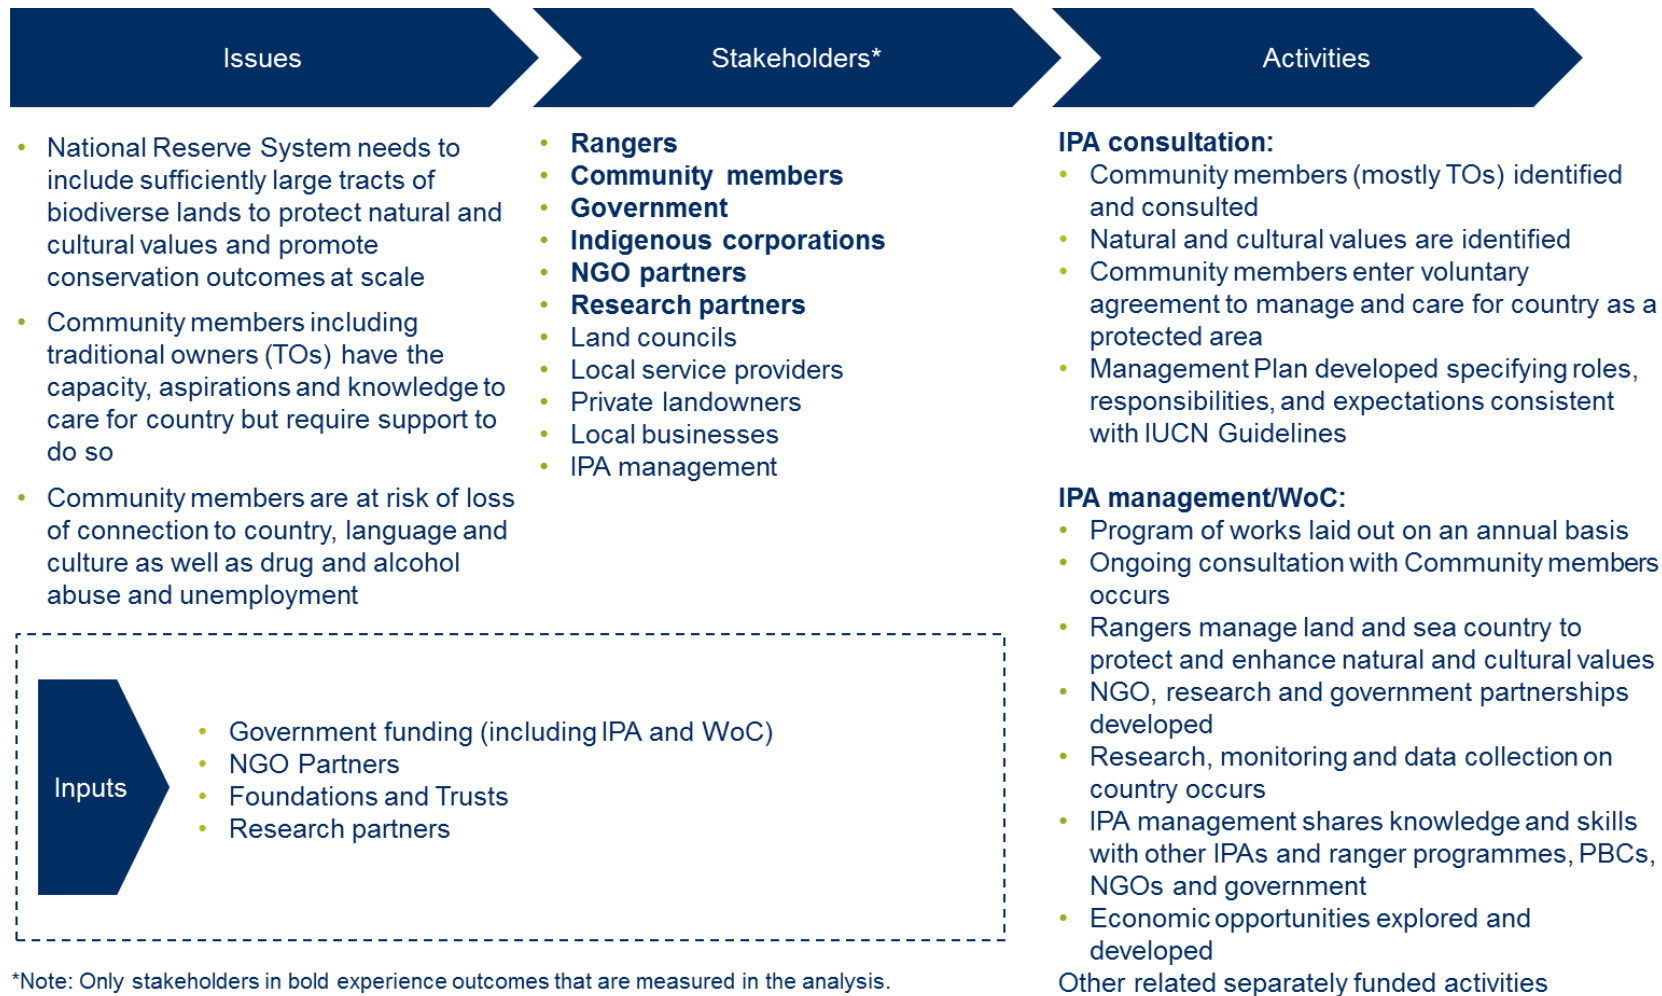 Issues
Stakeholders*
Activities
• National Reserve System needs to
include sufficiently large tracts of
biodiverse lands to protect natural and
cultural values and promote
conservation outcomes at scale
• Community members including
traditional owners (TOs) have the
capacity, aspirations and knowledge to
care for country but require support to
do so
• Community members are at risk of loss
of connection to country, language and
culture as well as drug and alcohol
abuse and unemployment
• Rangers
• Community members
• Government
• Indigenous corporations
• NGO partners
• Research partners
• Land councils
• Local service providers
• Private landowners
• Local businesses
• IPA management
IPA consultation:
• Community members (mostly TOs) identified
and consulted
• Natural and cultural values are identified
• Community members enter voluntary
agreement to manage and care for country as a
protected area
• Management Plan developed specifying roles,
responsibilities, and expectations consistent
with IUCN Guidelines
IPA management/WoC:
• Program of works laid out on an annual basis
• Ongoing consultation with Community members
occurs
• Rangers manage land and sea country to
protect and enhance natural and cultural values
• NGO, research and government partnerships
developed
• Research, monitoring and data collection on
country occurs
• IPA management shares knowledge and skills
with other IPAs and ranger programmes, PBCs,
NGOs and government
• Economic opportunities explored and
developed
Other related separately funded activities
Inputs
• Government funding (including IPA and WoC)
• NGO Partners
• Foundations and Trusts
• Research partners
*Note: Only stakeholders in bold experience outcomes that are measured in the analysis.